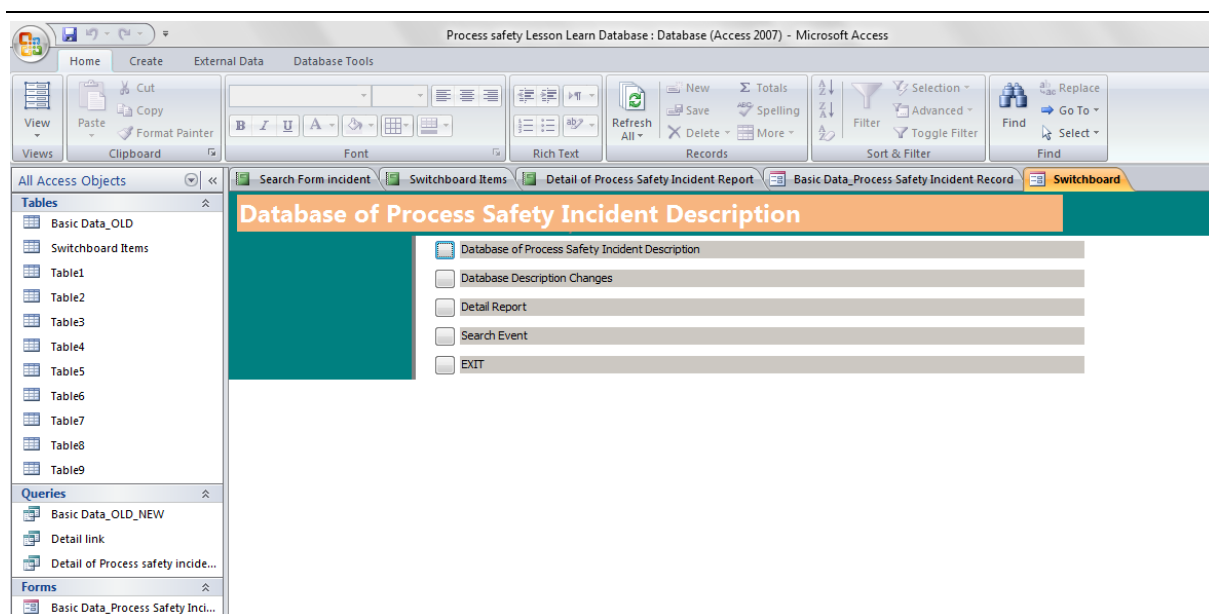 Process safety Lesson Learn Database : Database (Access 2007) - Microsoft Access
Home Create External Data Database Tools
View
Views
Paste
Cut
Copy
Format Painter
Clipboard
B I U A
Font
ab
Rich Text
Refresh All
New
Save
Delete
Σ Totals
ABC Spelling
More
Records
A Z
Z A
Filter
Selection
Advanced
Toggle Filter
Sort & Filter
Find
Replace
Go To
Select
Find
All Access Objects «
Search Form incident Switchboard Items Detail of Process Safety Incident Report Basic Data_Process Safety Incident Record Switchboard
Tables
Basic Data_OLD
Switchboard Items
Table1
Table2
Table3
Table4
Table5
Table6
Table7
Table8
Table9
Queries
Basic Data_OLD_NEW
Detail link
Detail of Process safety incide...
Forms
Basic Data_Process Safety Inci...
Database of Process Safety Incident Description
Database of Process Safety Incident Description
Database Description Changes
Detail Report
Search Event
EXIT